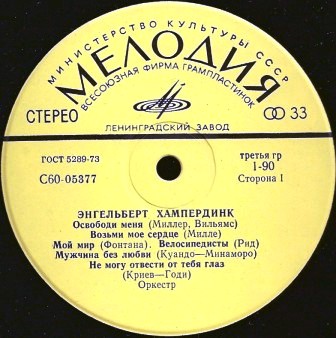 МИНИСТЕРСТВО КУЛЬТУРЫ СССР
МЕЛОДИЯ
ВСЕСОЮЗНАЯ ФИРМА ГРАМПЛАСТИНОК
СТЕРЕО
33
ЛЕНИНГРАДСКИЙ ЗАВОД
ГОСТ 5289-73
третья гр
1-90
С60-05377
Сторона 1
ЭНГЕЛЬБЕРТ ХАМПЕРДИНК
Освободи меня (Миллер, Вильямс)
Возьми мое сердце (Милле)
Мой мир (Фонтана). Велосипедисты (Рид)
Мужчина без любви (Куандо—Минаморо)
Не могу отвести от тебя глаз
(Криев—Годи)
Оркестр